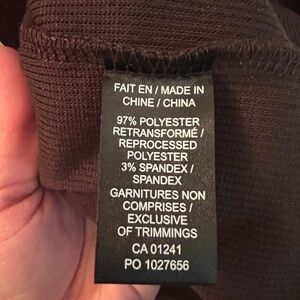 FAIT EN / MADE IN
CHINE / CHINA
97% POLYESTER
RETRANSFORMÉ /
REPROCESSED
POLYESTER
3% SPANDEX /
SPANDEX
GARNITURES NON
COMPRISES /
EXCLUSIVE
OF TRIMMINGS
CA 01241
PO 1027656